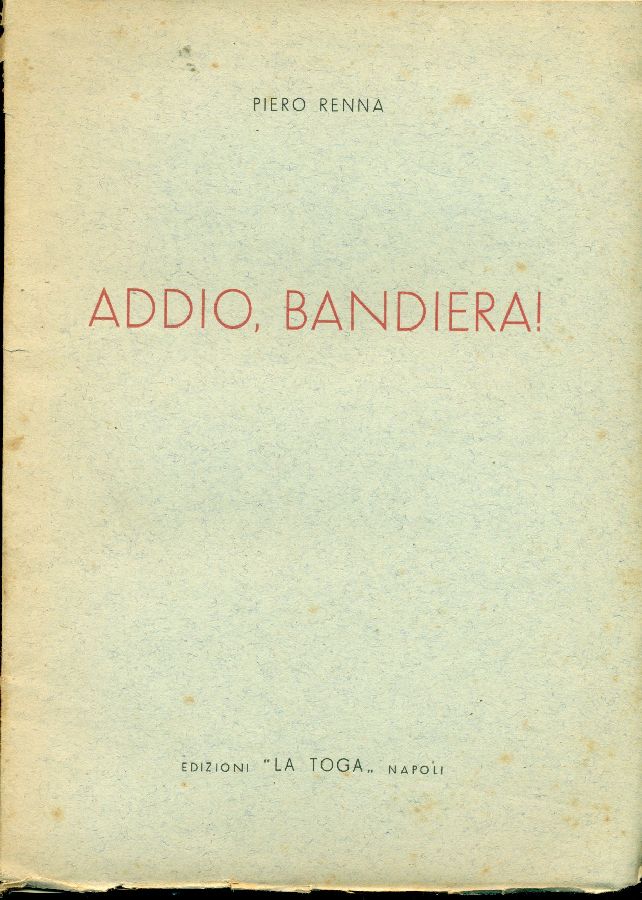 PIERO RENNA
ADDIO, BANDIERA!
EDIZIONI "LA TOGA„ NAPOLI